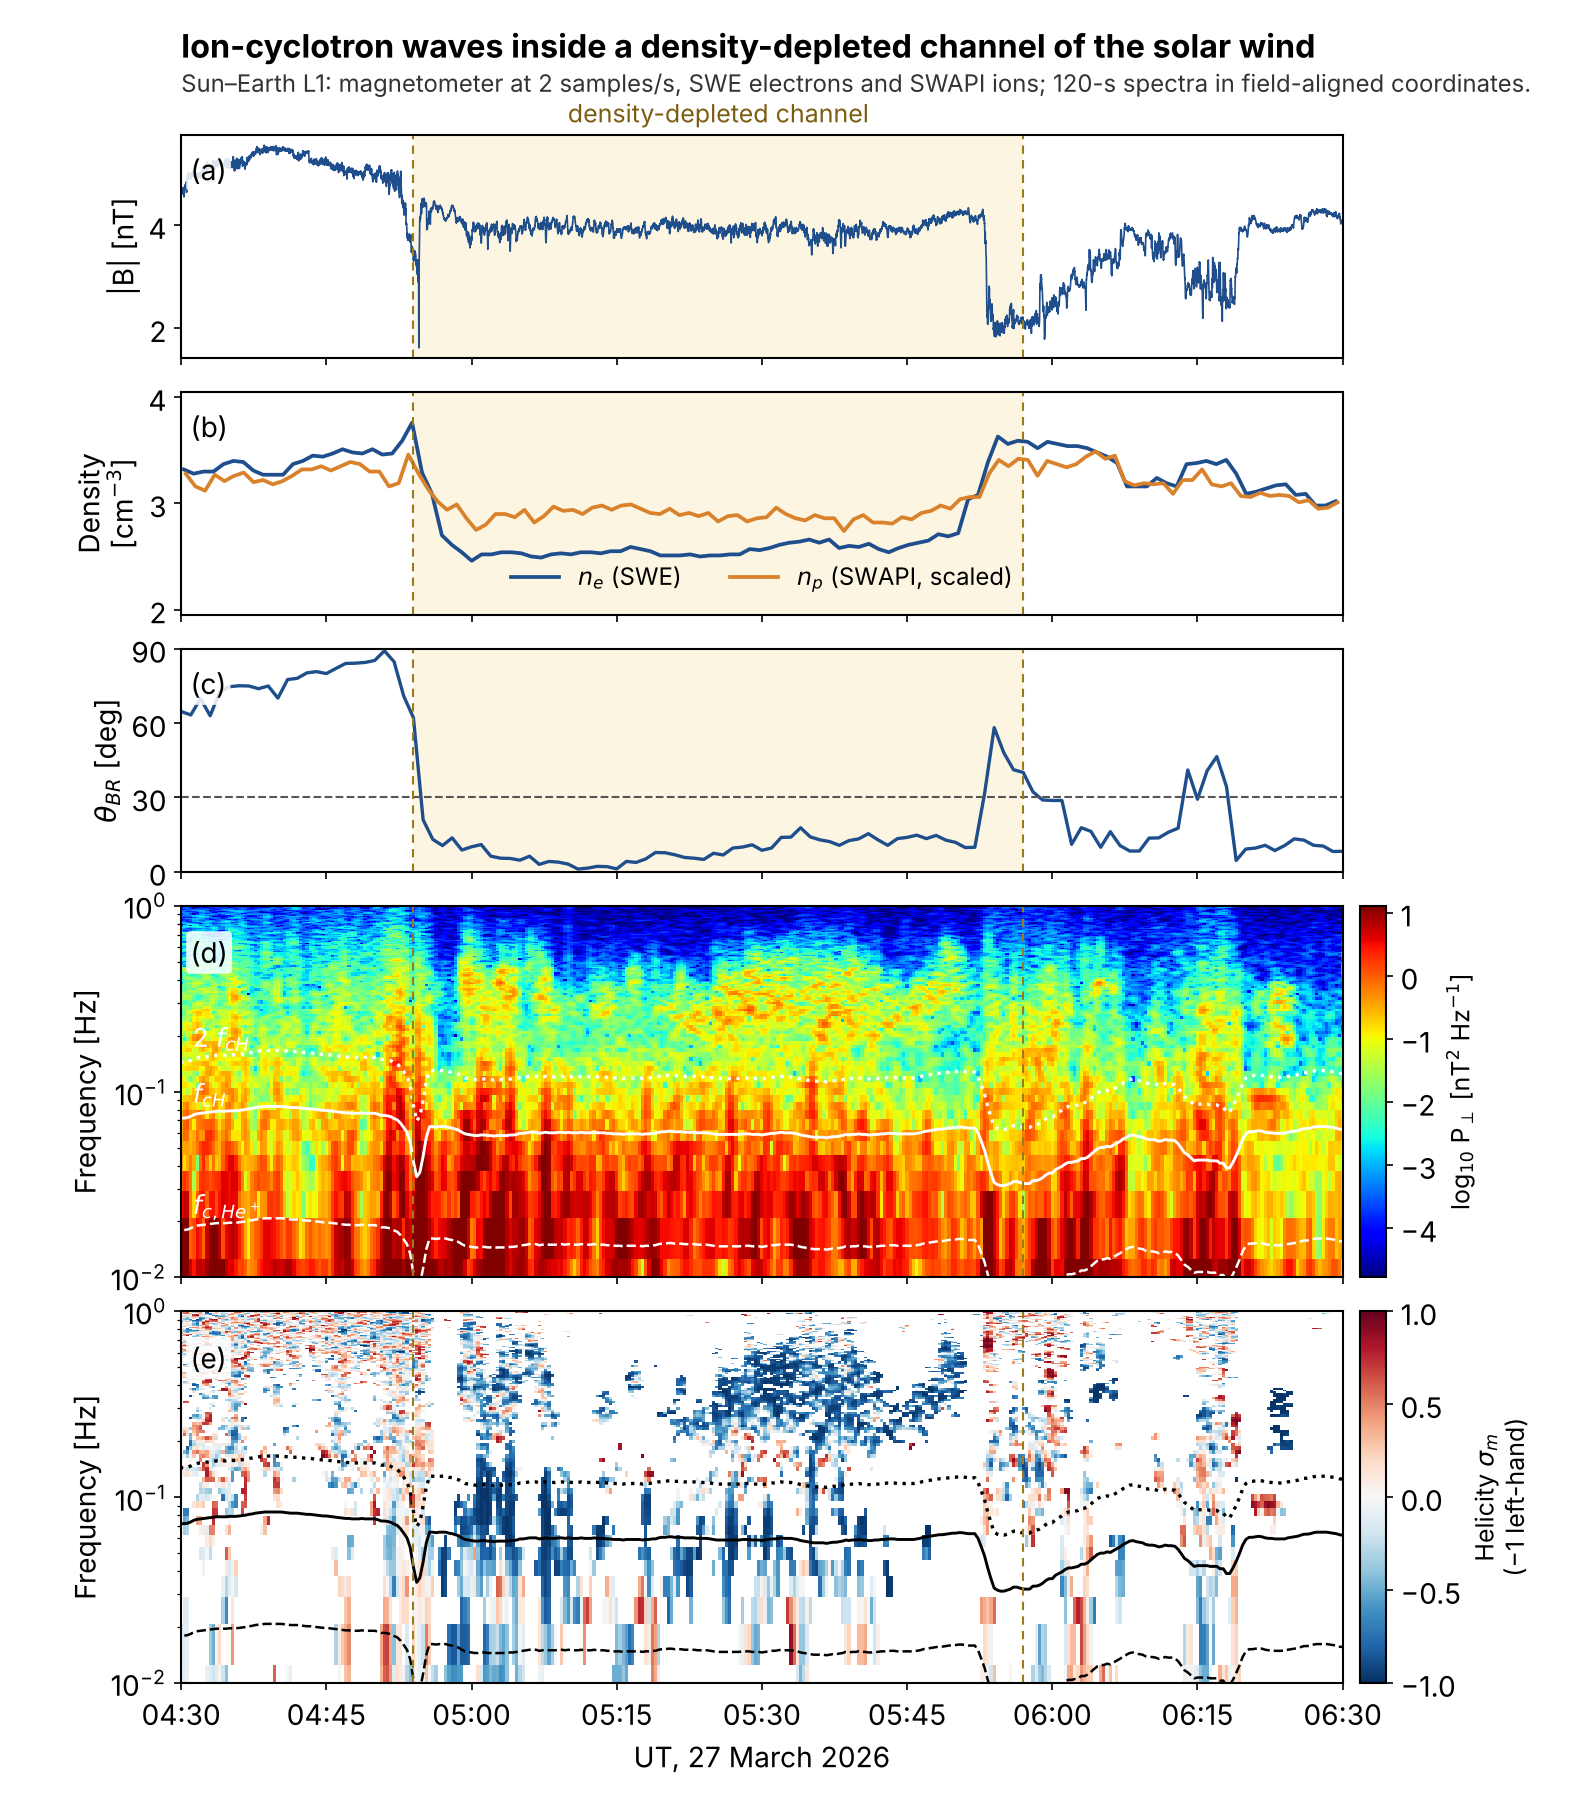 Ion-cyclotron waves inside a density-depleted channel of the solar wind
Sun–Earth L1: magnetometer at 2 samples/s, SWE electrons and SWAPI ions; 120-s spectra in field-aligned coordinates.
density-depleted channel
(a)
|B| [nT]
4
2
(b)
Density
[cm⁻³]
4
3
2
nₑ (SWE)
nₚ (SWAPI, scaled)
(c)
θ_BR [deg]
90
60
30
0
(d)
Frequency [Hz]
10⁰
10⁻¹
10⁻²
2 f_cH
f_cH
f_c,He⁺
1
0
−1
−2
−3
−4
log₁₀ P⊥ [nT² Hz⁻¹]
(e)
Frequency [Hz]
10⁰
10⁻¹
10⁻²
1.0
0.5
0.0
−0.5
−1.0
Helicity σₘ
(−1 left-hand)
04:30 04:45 05:00 05:15 05:30 05:45 06:00 06:15 06:30
UT, 27 March 2026